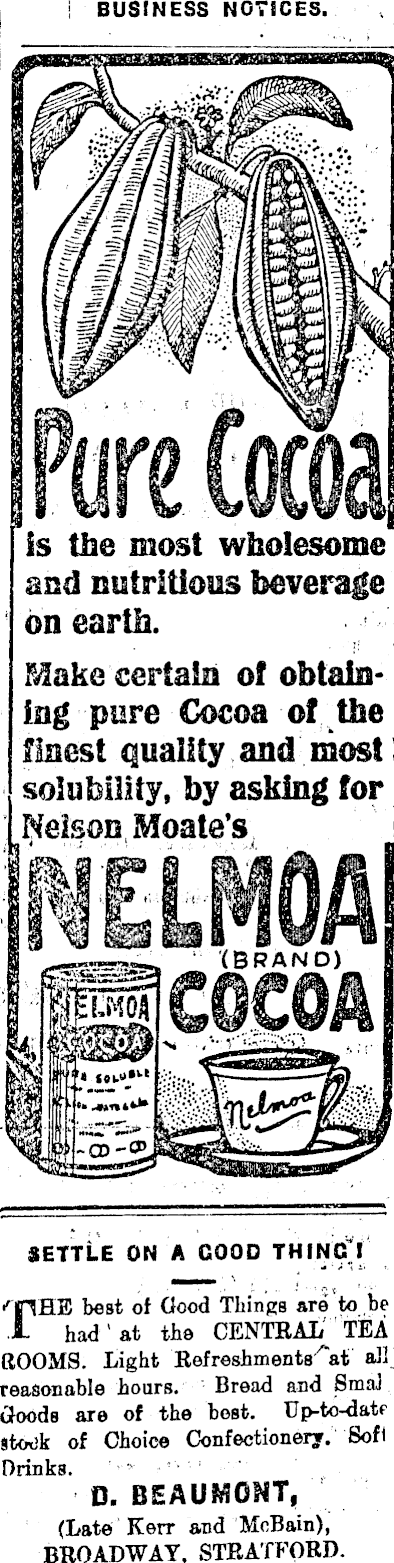 BUSINESS NOTICES.
Pure Cocoa
is the most wholesome
and nutritious beverage
on earth.
Make certain of obtain-
ing pure Cocoa of the
finest quality and most
solubility, by asking for
Nelson Moate's
NELMOA
(BRAND)
COCOA
NELMOA
COCOA
PURE SOLUBLE
Nelmoa
SETTLE ON A GOOD THING!
THE best of Good Things are to be
had at the CENTRAL TEA
ROOMS. Light Refreshments at all
reasonable hours. Bread and Smal
Goods are of the best. Up-to-date
stock of Choice Confectionery. Soft
Drinks.
D. BEAUMONT,
(Late Kerr and McBain),
BROADWAY, STRATFORD.